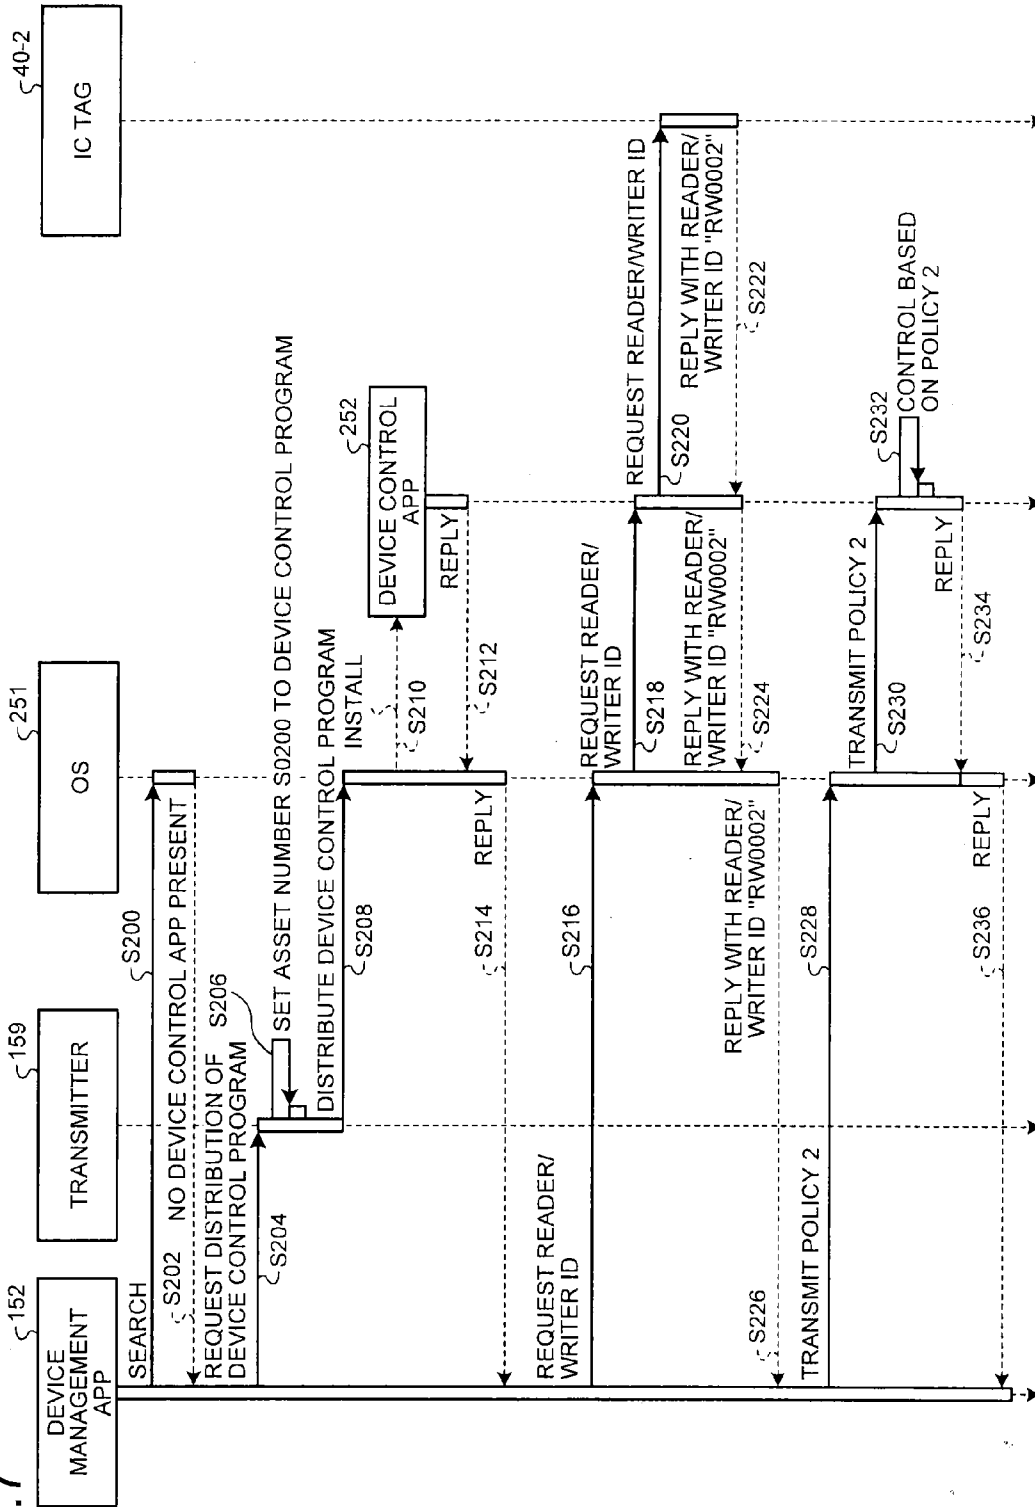 .7
DEVICE
MANAGEMENT
APP
152
TRANSMITTER
159
OS
251
DEVICE CONTROL
APP
252
IC TAG
40-2
SEARCH
S200
S202
NO DEVICE CONTROL APP PRESENT
REQUEST DISTRIBUTION OF
DEVICE CONTROL PROGRAM
S204
S206
SET ASSET NUMBER S0200 TO DEVICE CONTROL PROGRAM
DISTRIBUTE DEVICE CONTROL PROGRAM
S208
INSTALL
S210
REPLY
S212
REPLY
S214
REQUEST READER/
WRITER ID
S216
REQUEST READER/
WRITER ID
S218
REQUEST READER/WRITER ID
S220
REPLY WITH READER/
WRITER ID "RW0002"
S222
REPLY WITH READER/
WRITER ID "RW0002"
S224
REPLY WITH READER/
WRITER ID "RW0002"
S226
TRANSMIT POLICY 2
S228
TRANSMIT POLICY 2
S230
S232
CONTROL BASED
ON POLICY 2
REPLY
S234
REPLY
S236